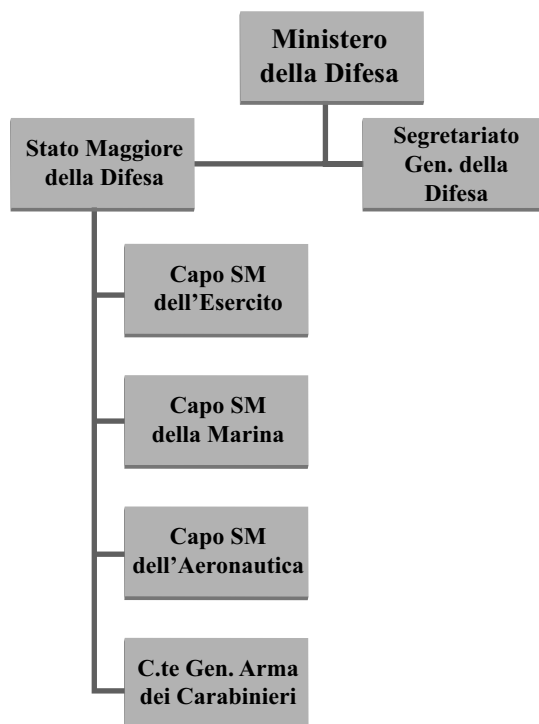 Ministero
della Difesa
Stato Maggiore
della Difesa
Segretariato
Gen. della
Difesa
Capo SM
dell’Esercito
Capo SM
della Marina
Capo SM
dell’Aeronautica
C.te Gen. Arma
dei Carabinieri